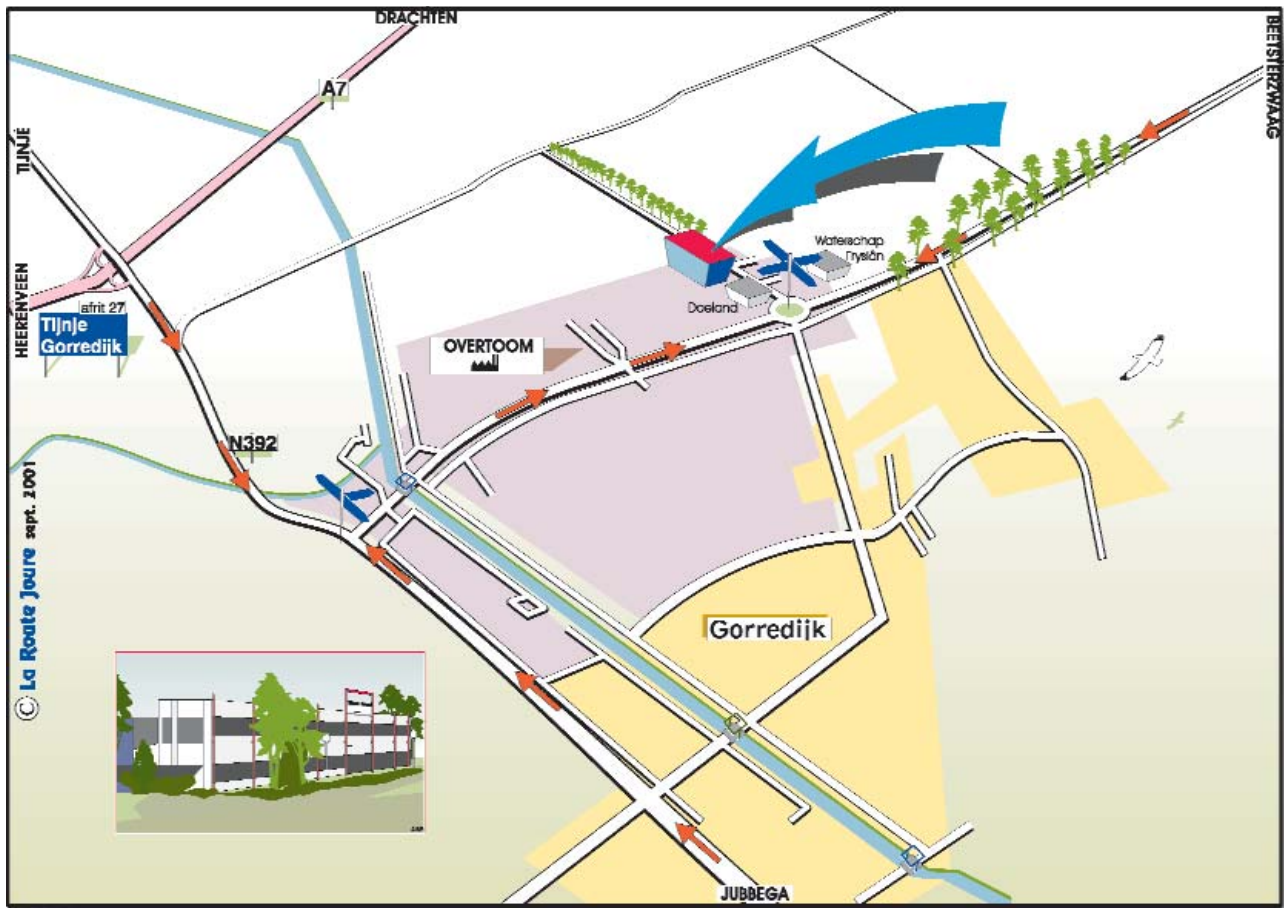 DRACHTEN
BEETSTERZWAAG
A7
TIJNJE
HEERENVEEN
afrit 27
Tijnje
Gorredijk
Waterschap
Fryslân
Daeland
OVERTOOM
N392
Gorredijk
© La Route Joure sept. 2001
JUBBEGA